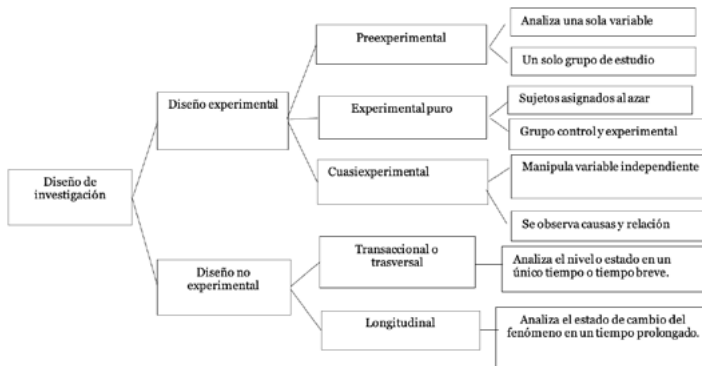 Diseño de
investigación
Diseño experimental
Preexperimental
Analiza una sola variable
Un solo grupo de estudio
Experimental puro
Sujetos asignados al azar
Grupo control y experimental
Cuasiexperimental
Manipula variable independiente
Se observa causas y relación
Diseño no
experimental
Transaccional o
trasversal
Analiza el nivel o estado en un
único tiempo o tiempo breve.
Longitudinal
Analiza el estado de cambio del
fenómeno en un tiempo prolongado.